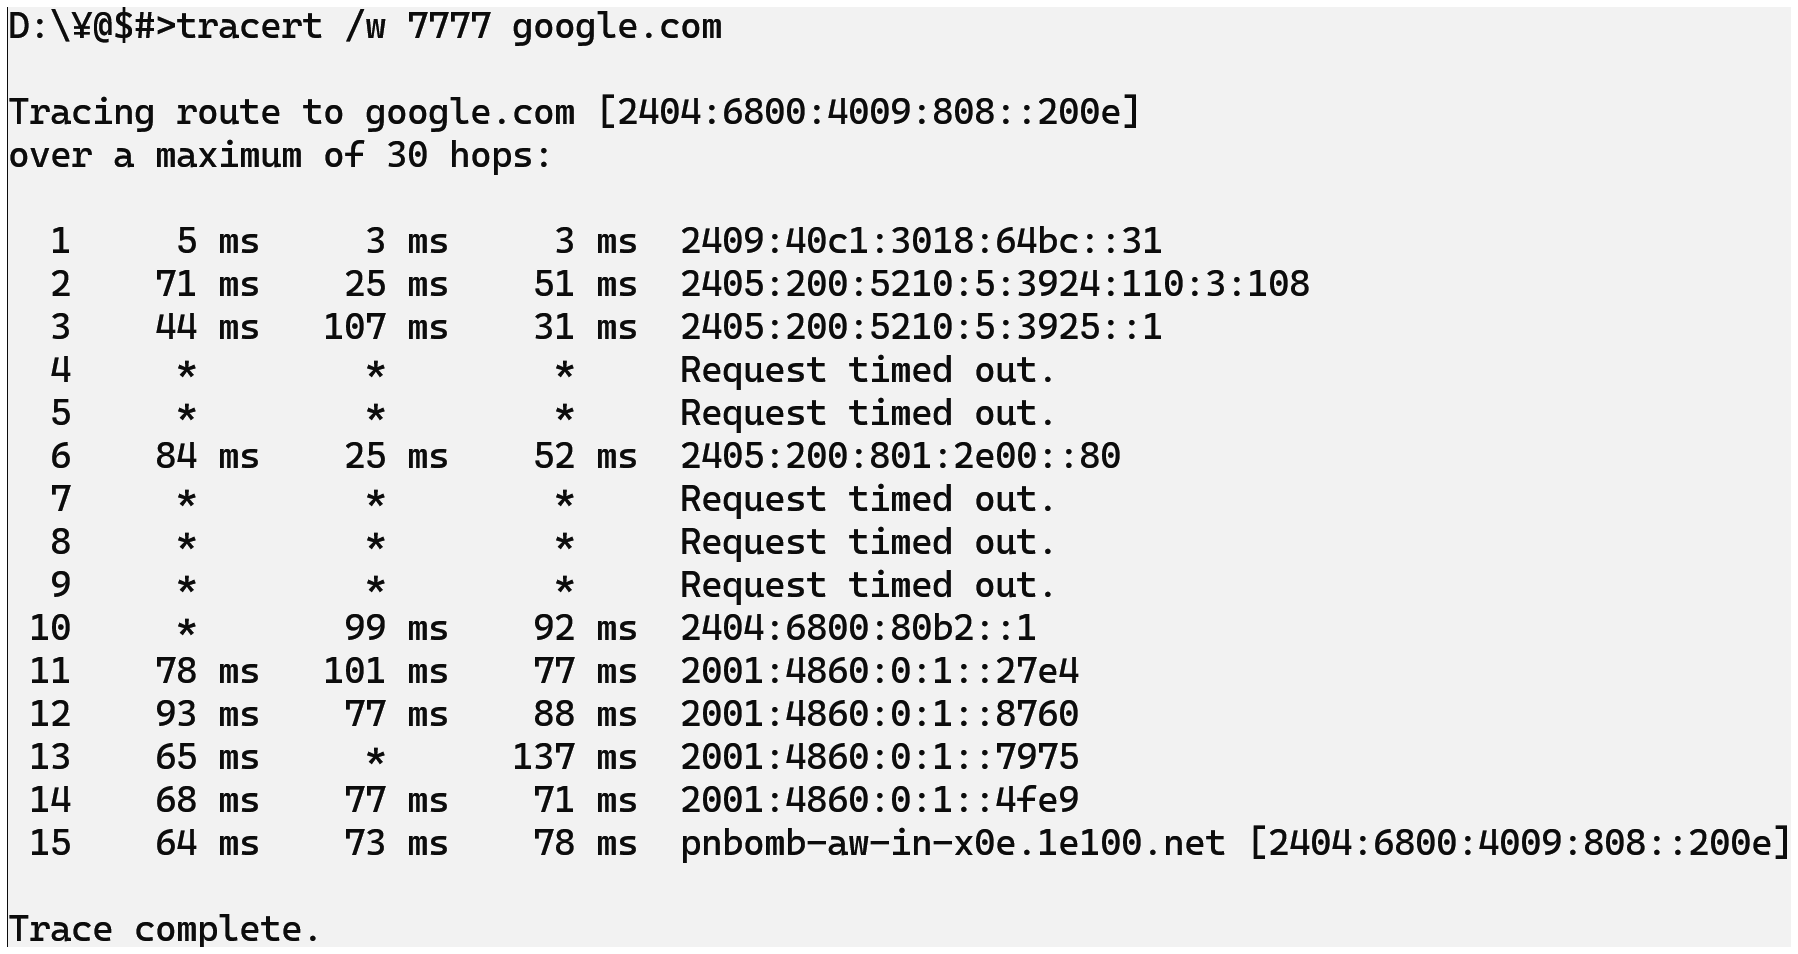 D:\¥@$#>tracert /w 7777 google.com

Tracing route to google.com [2404:6800:4009:808::200e]
over a maximum of 30 hops:

  1     5 ms     3 ms     3 ms  2409:40c1:3018:64bc::31
  2    71 ms    25 ms    51 ms  2405:200:5210:5:3924:110:3:108
  3    44 ms   107 ms    31 ms  2405:200:5210:5:3925::1
  4     *        *        *     Request timed out.
  5     *        *        *     Request timed out.
  6    84 ms    25 ms    52 ms  2405:200:801:2e00::80
  7     *        *        *     Request timed out.
  8     *        *        *     Request timed out.
  9     *        *        *     Request timed out.
 10     *       99 ms    92 ms  2404:6800:80b2::1
 11    78 ms   101 ms    77 ms  2001:4860:0:1::27e4
 12    93 ms    77 ms    88 ms  2001:4860:0:1::8760
 13    65 ms     *      137 ms  2001:4860:0:1::7975
 14    68 ms    77 ms    71 ms  2001:4860:0:1::4fe9
 15    64 ms    73 ms    78 ms  pnbomb-aw-in-x0e.1e100.net [2404:6800:4009:808::200e]

Trace complete.